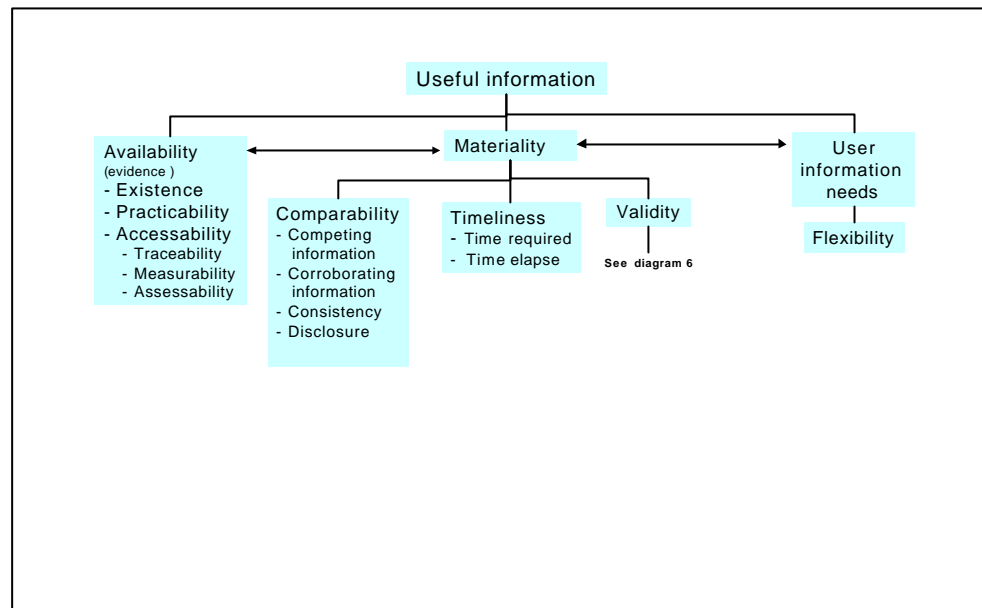 Useful information
Availability
(evidence )
- Existence
- Practicability
- Accessability
- Traceability
- Measurability
- Assessability
Materiality
User
information
needs
Comparability
- Competing
information
- Corroborating
information
- Consistency
- Disclosure
Timeliness
- Time required
- Time elapse
Validity
See diagram 6
Flexibility